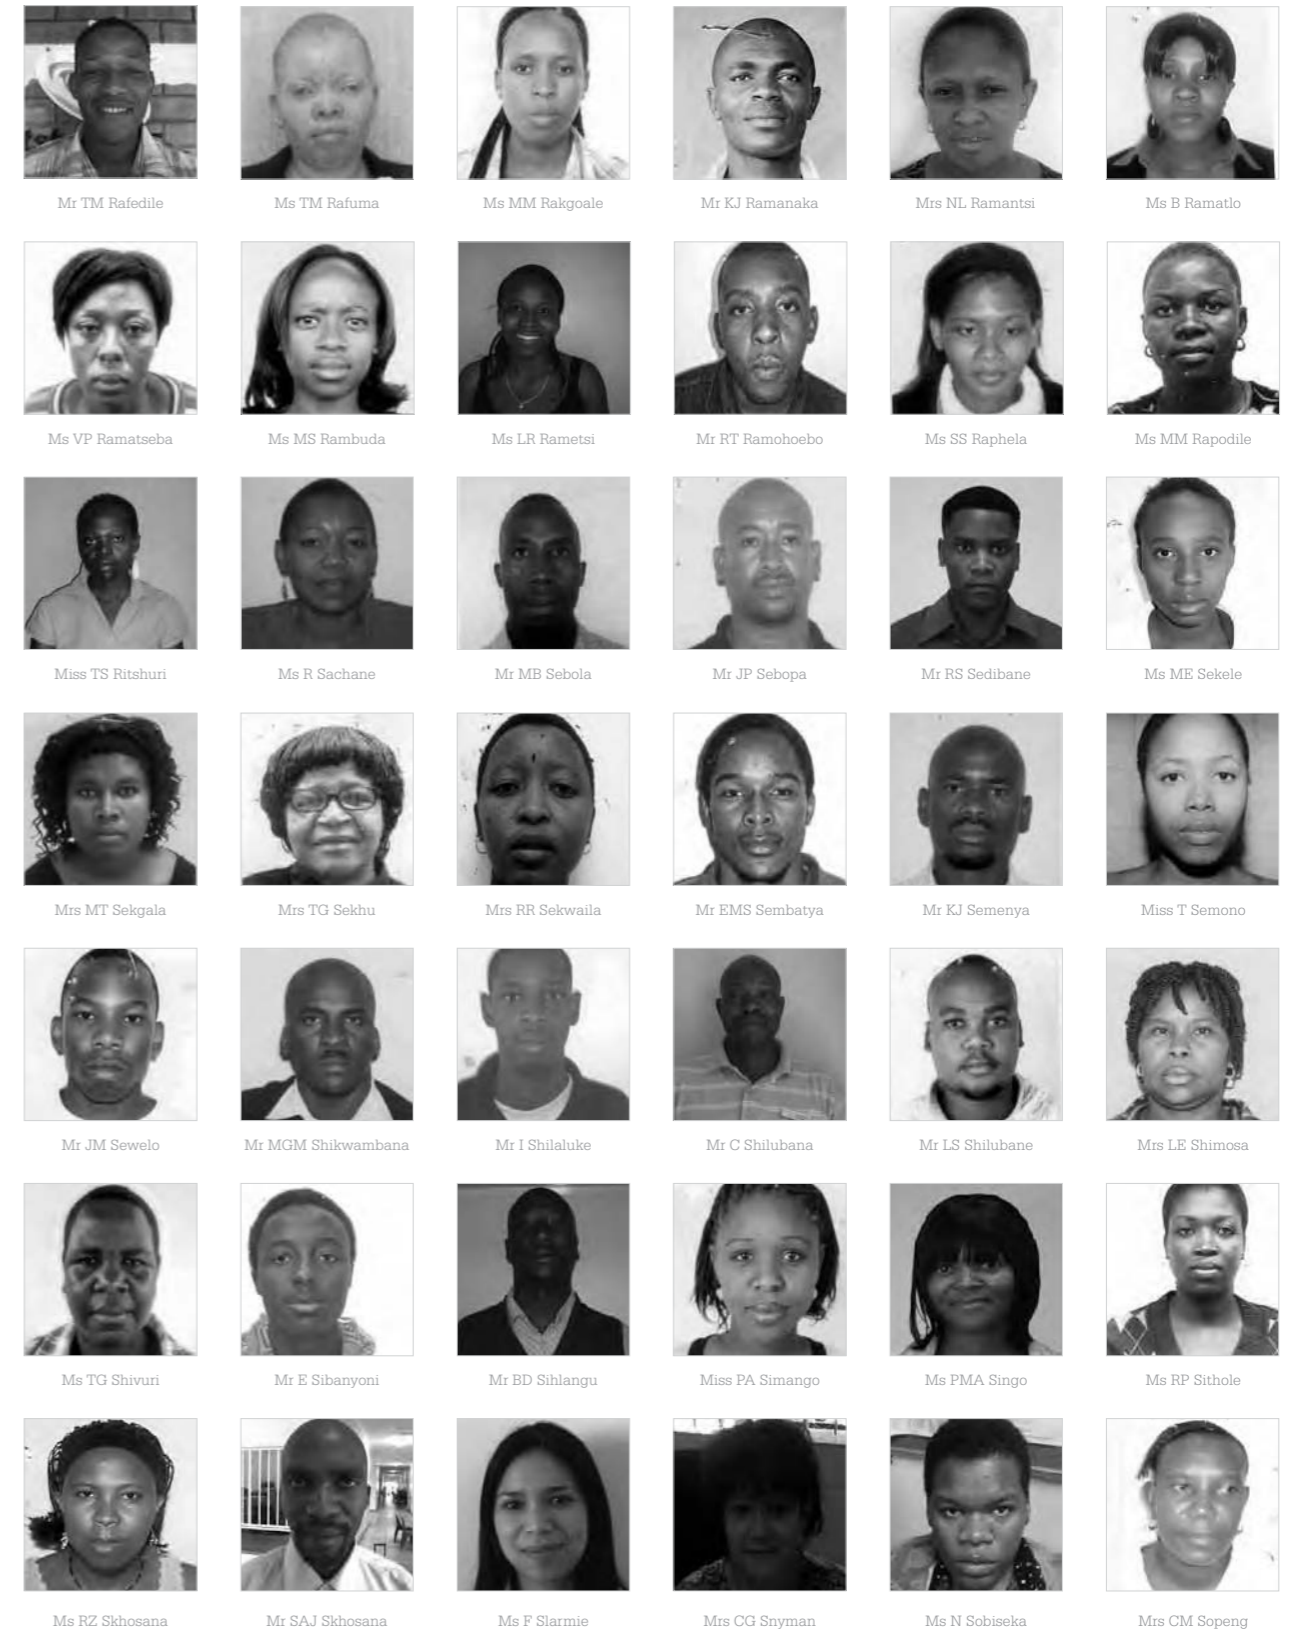 Mr TM Rafedile
Ms TM Rafuma
Ms MM Rakgoale
Mr KJ Ramanaka
Mrs NL Ramantsi
Ms B Ramatlo
Ms VP Ramatseba
Ms MS Rambuda
Ms LR Rametsi
Mr RT Ramohoebo
Ms SS Raphela
Ms MM Rapodile
Miss TS Ritshuri
Ms R Sachane
Mr MB Sebola
Mr JP Sebopa
Mr RS Sedibane
Ms ME Sekele
Mrs MT Sekgala
Mrs TG Sekhu
Mrs RR Sekwaila
Mr EMS Sembatya
Mr KJ Semenya
Miss T Semono
Mr JM Sewelo
Mr MGM Shikwambana
Mr I Shilaluke
Mr C Shilubana
Mr LS Shilubane
Mrs LE Shimosa
Ms TG Shivuri
Mr E Sibanyoni
Mr BD Sihlangu
Miss PA Simango
Ms PMA Singo
Ms RP Sithole
Ms RZ Skhosana
Mr SAJ Skhosana
Ms F Slarmie
Mrs CG Snyman
Ms N Sobiseka
Mrs CM Sopeng